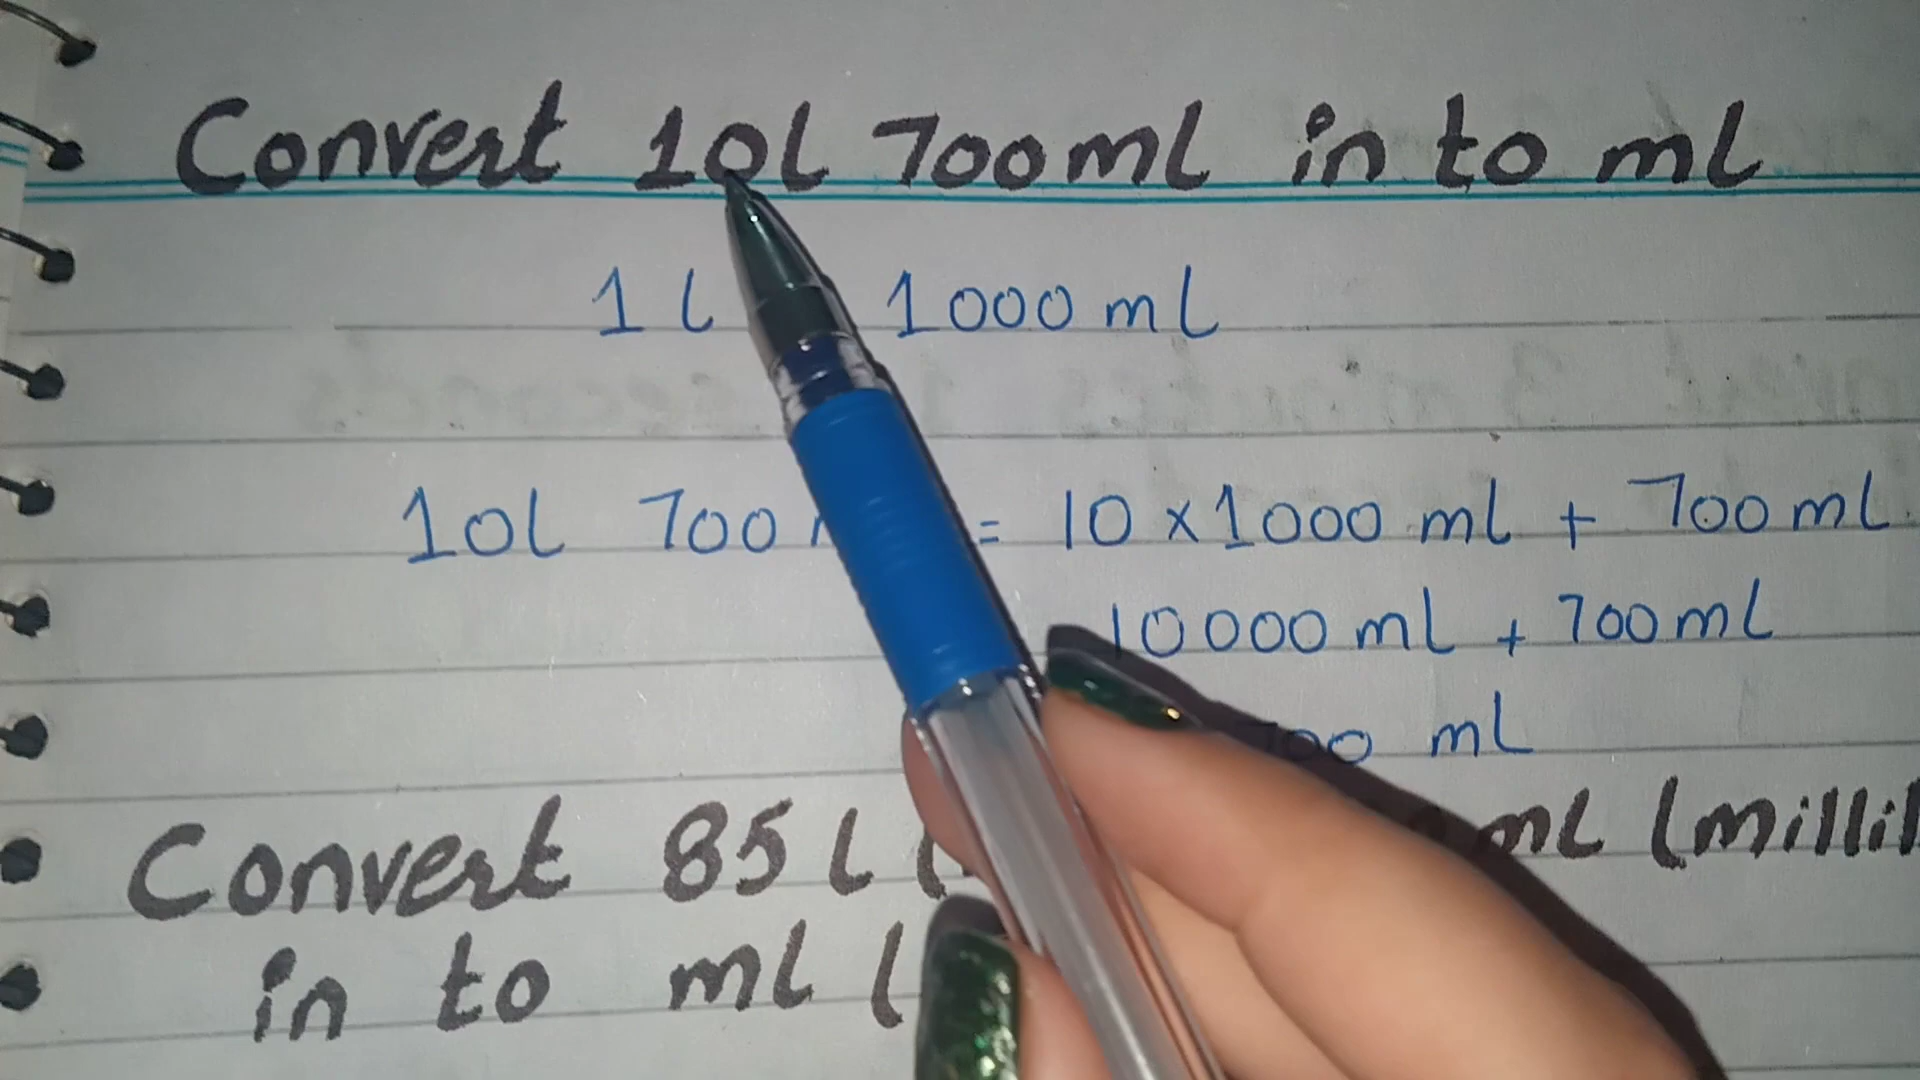 Convert 10l 700ml in to ml
1 l 1000 ml
10l 700 = 10 x 1000 ml + 700 ml
10000 ml + 700 ml
ml
Convert 85 l ( ml (millil
in to ml (